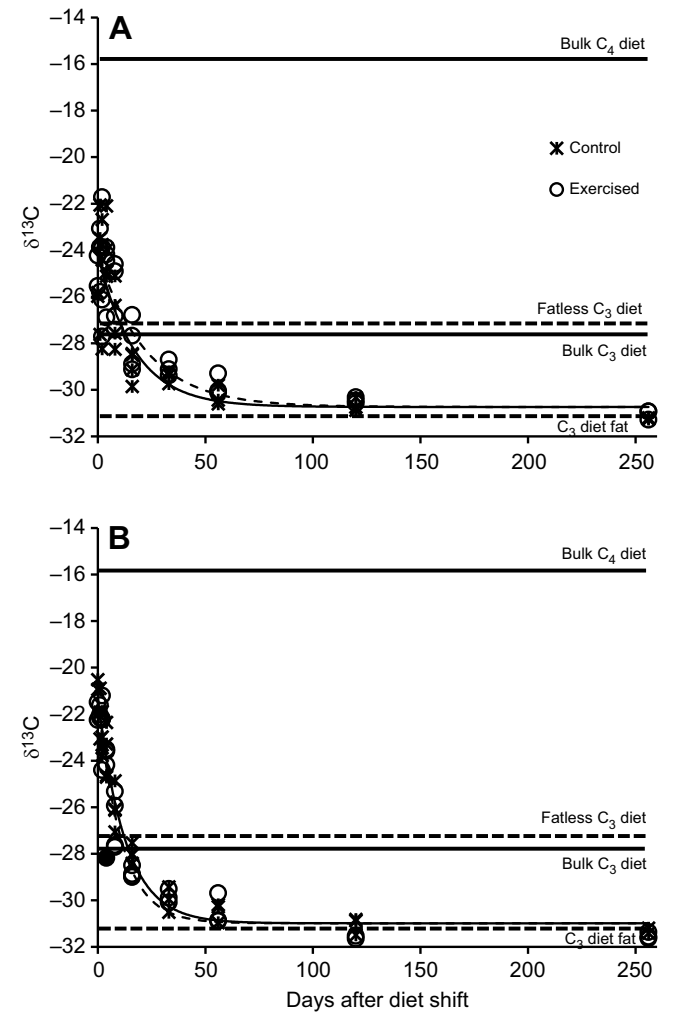 A
–14
–16
–18
–20
–22
–24
–26
–28
–30
–32
δ13C
Bulk C4 diet
Control
Exercised
Fatless C3 diet
Bulk C3 diet
C3 diet fat
0 50 100 150 200 250
B
–14
–16
–18
–20
–22
–24
–26
–28
–30
–32
δ13C
Bulk C4 diet
Fatless C3 diet
Bulk C3 diet
C3 diet fat
0 50 100 150 200 250
Days after diet shift